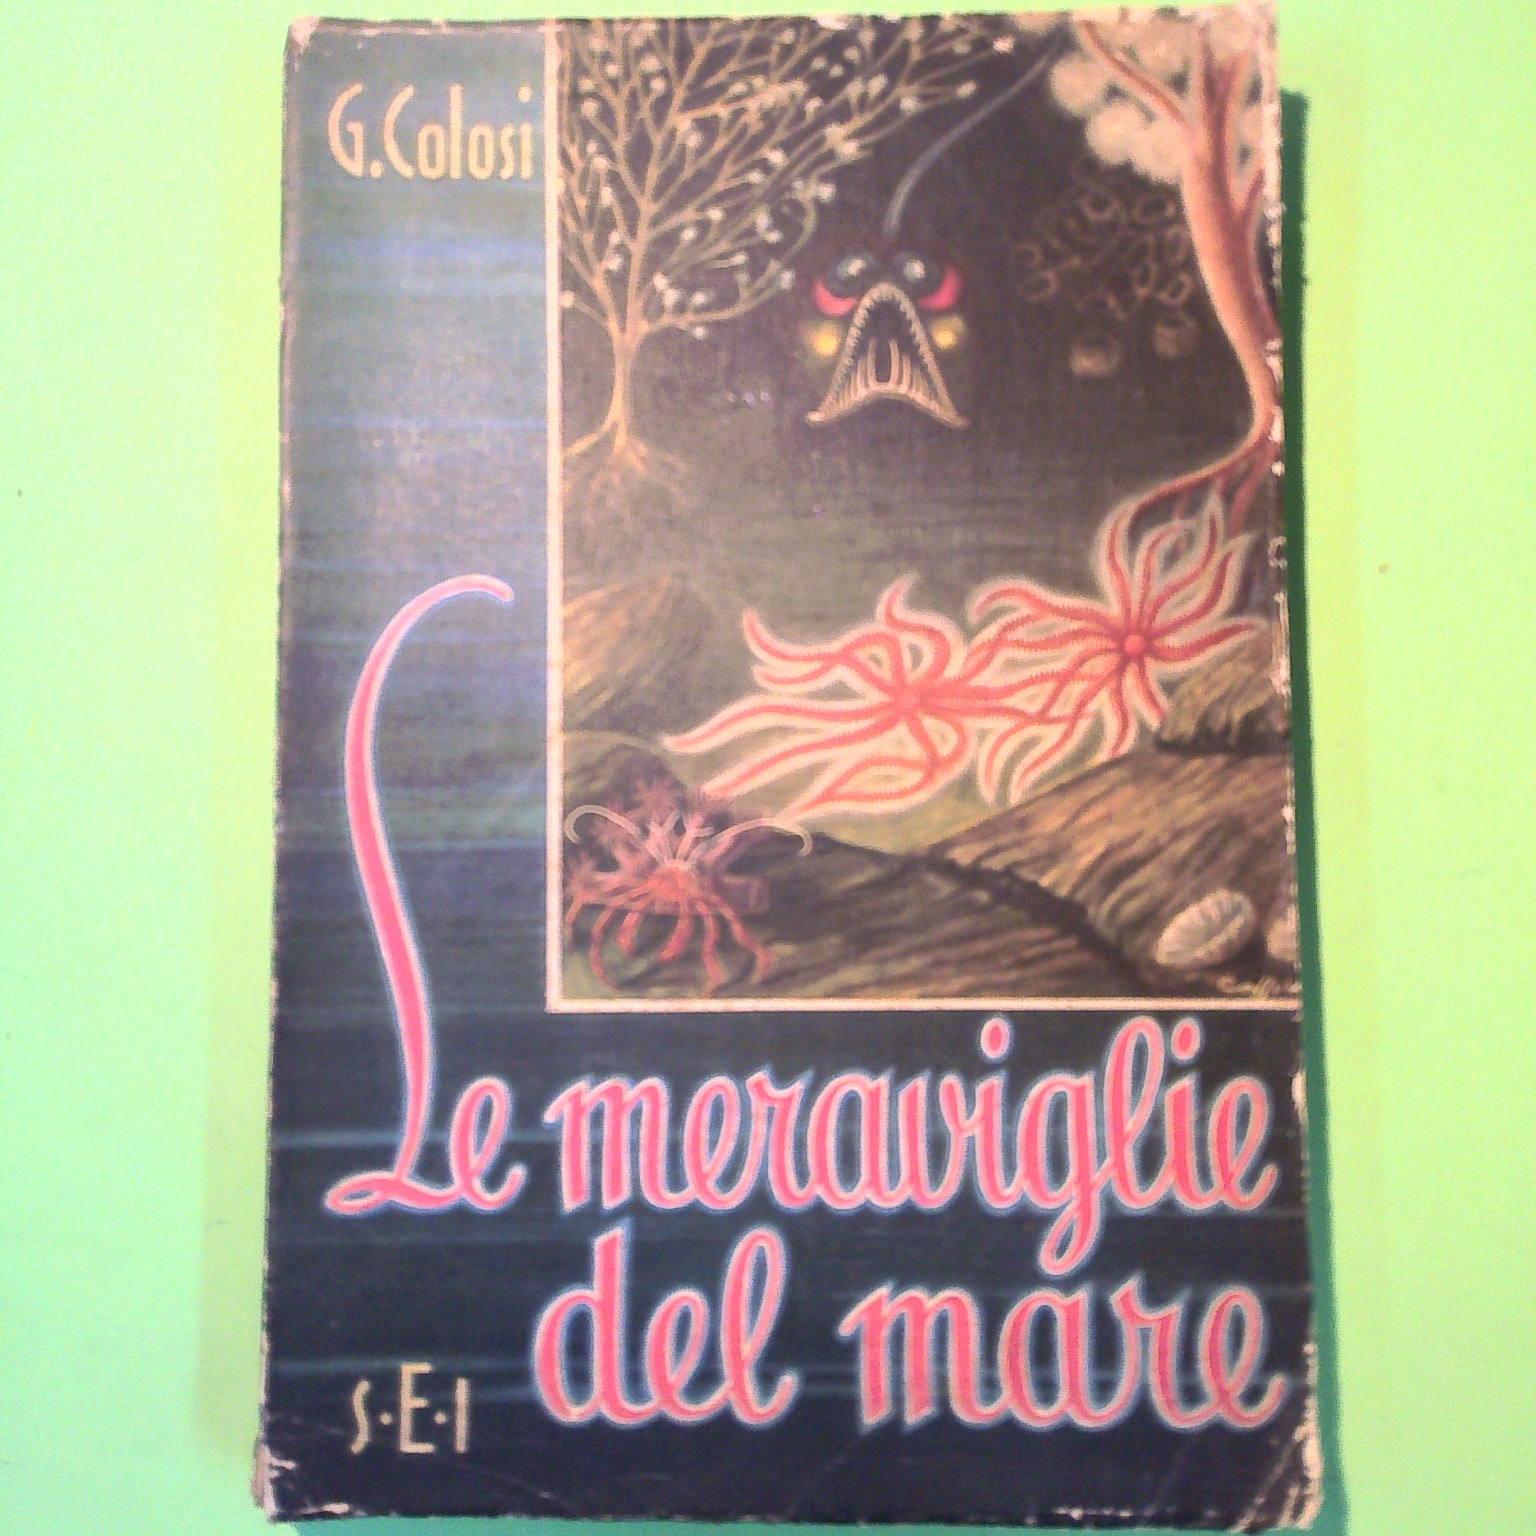 G. Colosi
Le meraviglie
del mare
S·E·I